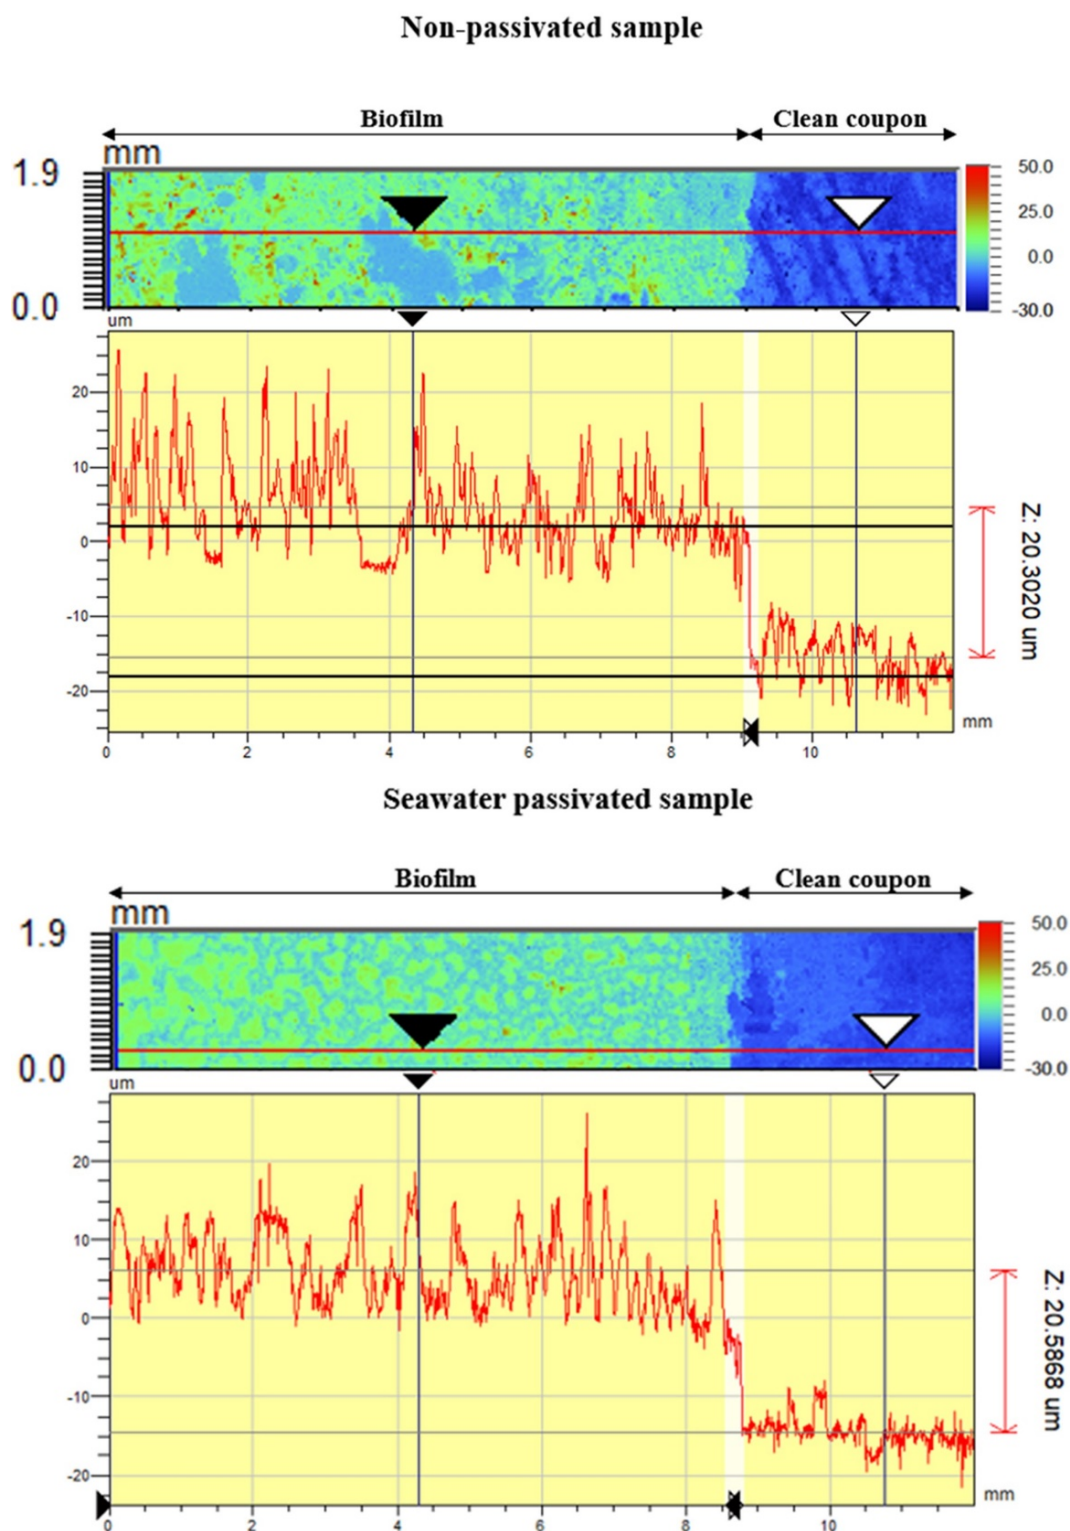 Non-passivated sample
Biofilm Clean coupon
mm
1.9
0.0
50.0
25.0
0.0
-30.0
um
20
10
0
-10
-20
Z: 20.3020 um
mm
0 2 4 6 8 10
Seawater passivated sample
Biofilm Clean coupon
mm
1.9
0.0
50.0
25.0
0.0
-30.0
um
20
10
0
-10
-20
Z: 20.5868 um
mm
0 2 4 6 8 10